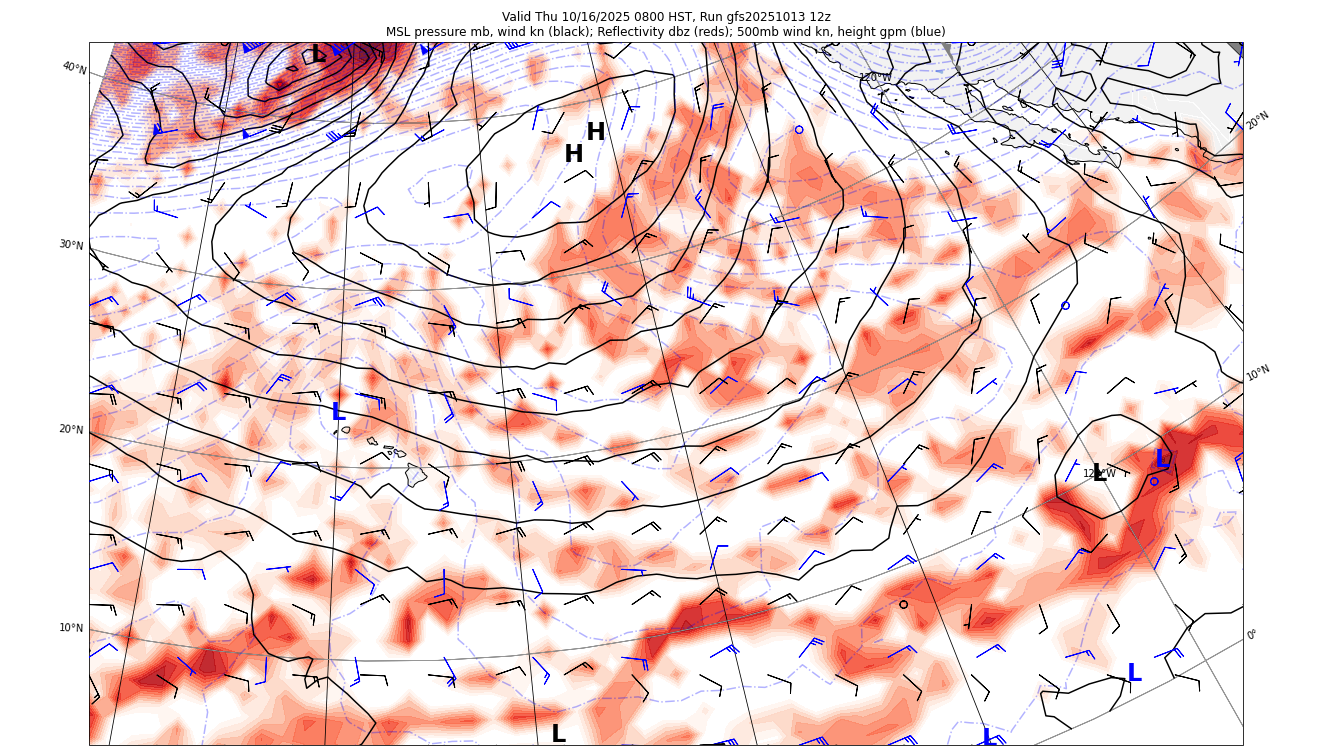 Valid Thu 10/16/2025 0800 HST, Run gfs20251013 12z
MSL pressure mb, wind kn (black); Reflectivity dbz (reds); 500mb wind kn, height gpm (blue)
L
40°N
120°W
20°N
H
H
30°N
10°N
L
20°N
L
L
120°W
10°N
0°
L
L
L